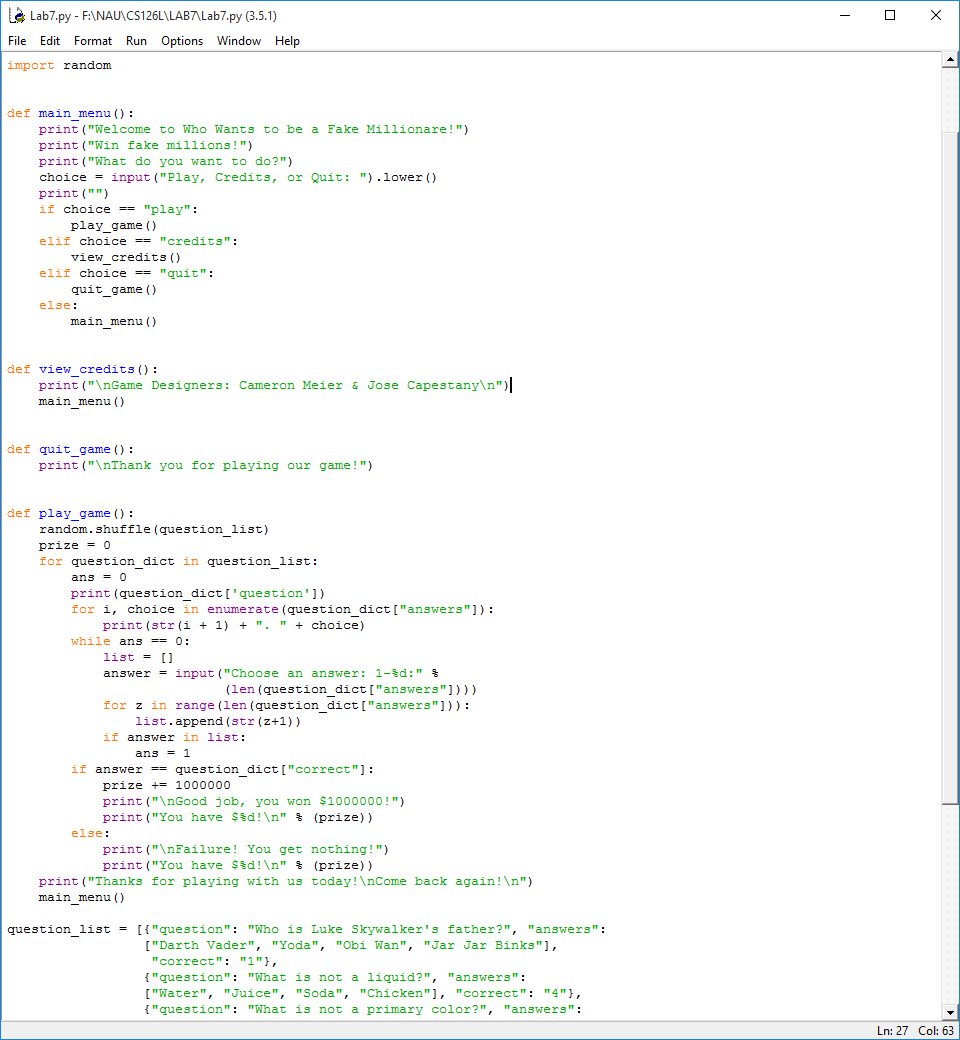 Lab7.py - F:\NAU\CS126L\LAB7\Lab7.py (3.5.1)
File Edit Format Run Options Window Help
import random
def main_menu():
    print("Welcome to Who Wants to be a Fake Millionare!")
    print("Win fake millions!")
    print("What do you want to do?")
    choice = input("Play, Credits, or Quit: ").lower()
    print("")
    if choice == "play":
        play_game()
    elif choice == "credits":
        view_credits()
    elif choice == "quit":
        quit_game()
    else:
        main_menu()
def view_credits():
    print("\nGame Designers: Cameron Meier & Jose Capestany\n")
    main_menu()
def quit_game():
    print("\nThank you for playing our game!")
def play_game():
    random.shuffle(question_list)
    prize = 0
    for question_dict in question_list:
        ans = 0
        print(question_dict['question'])
        for i, choice in enumerate(question_dict["answers"]):
            print(str(i + 1) + ". " + choice)
        while ans == 0:
            list = []
            answer = input("Choose an answer: 1-%d:" %
                           (len(question_dict["answers"])))
            for z in range(len(question_dict["answers"])):
                list.append(str(z+1))
            if answer in list:
                ans = 1
        if answer == question_dict["correct"]:
            prize += 1000000
            print("\nGood job, you won $1000000!")
            print("You have $%d!\n" % (prize))
        else:
            print("\nFailure! You get nothing!")
            print("You have $%d!\n" % (prize))
    print("Thanks for playing with us today!\nCome back again!\n")
    main_menu()
question_list = [{"question": "Who is Luke Skywalker's father?", "answers":
                 ["Darth Vader", "Yoda", "Obi Wan", "Jar Jar Binks"],
                  "correct": "1"},
                 {"question": "What is not a liquid?", "answers":
                 ["Water", "Juice", "Soda", "Chicken"], "correct": "4"},
                 {"question": "What is not a primary color?", "answers":
Ln: 27 Col: 63